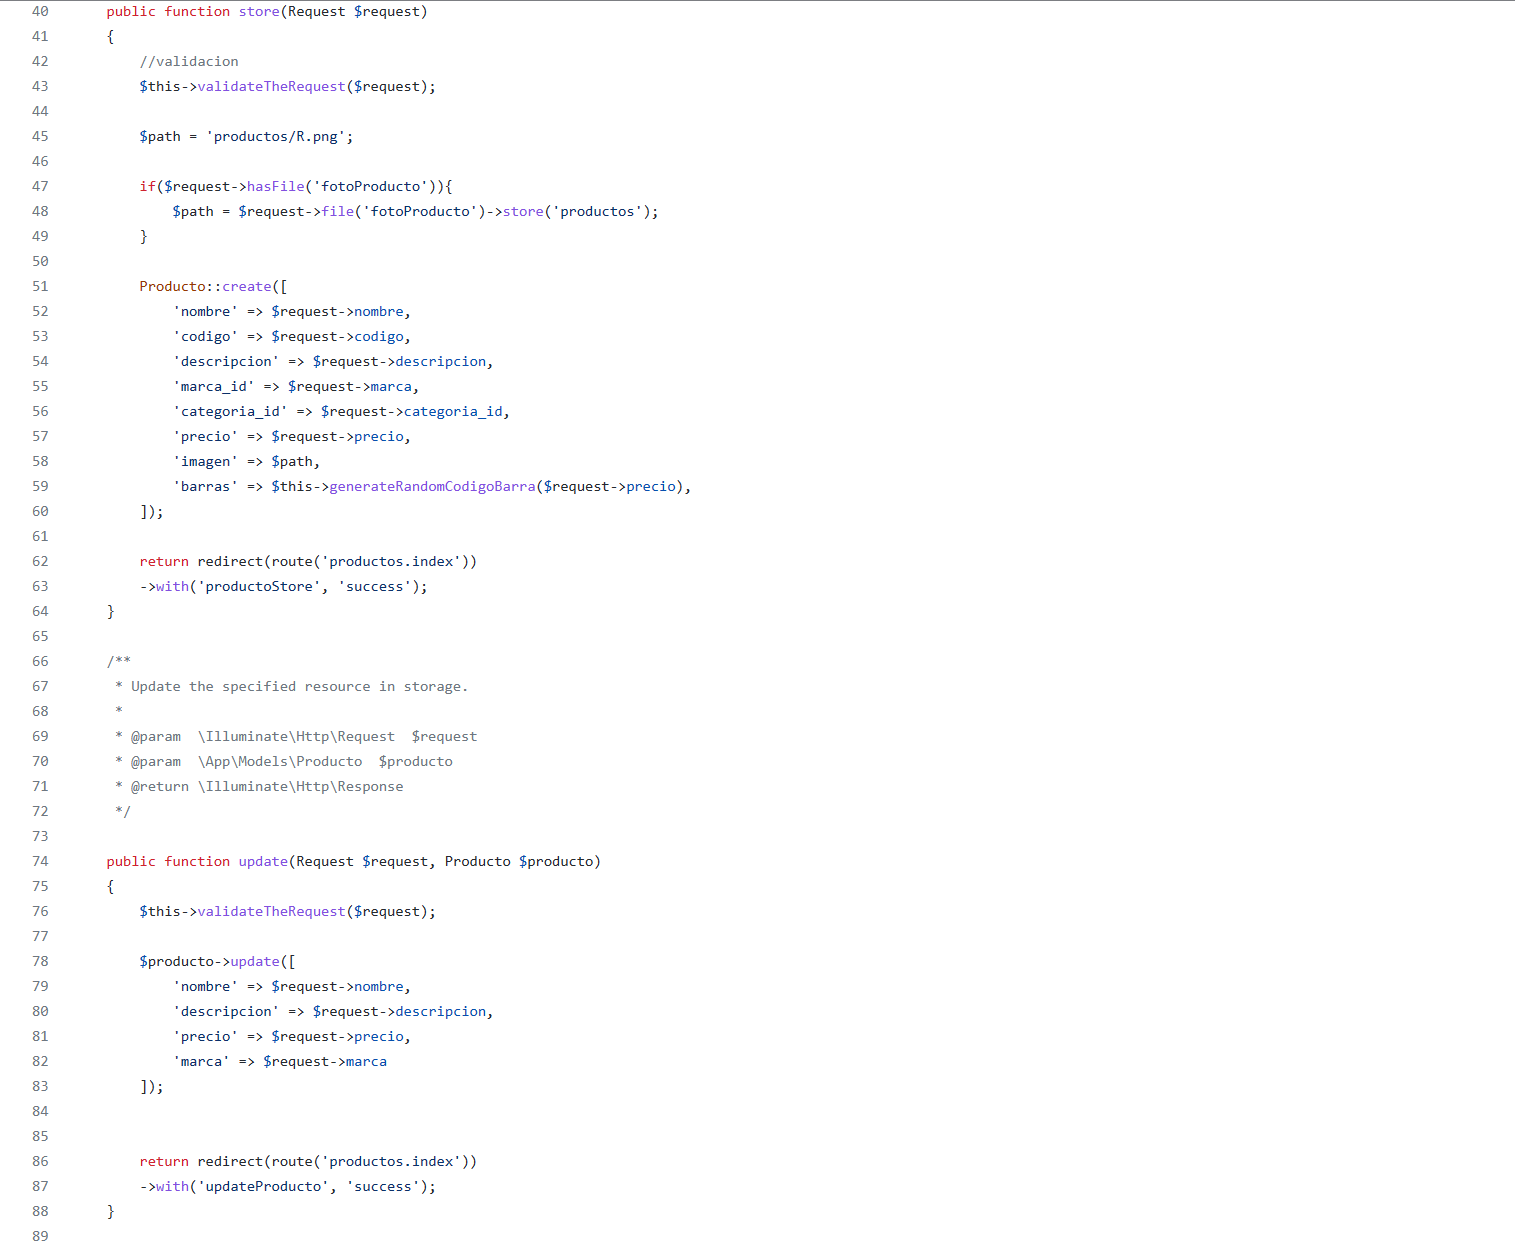 40 public function store(Request $request)
41 {
42 //validacion
43 $this->validateTheRequest($request);
44
45 $path = 'productos/R.png';
46
47 if($request->hasFile('fotoProducto')){
48 $path = $request->file('fotoProducto')->store('productos');
49 }
50
51 Producto::create([
52 'nombre' => $request->nombre,
53 'codigo' => $request->codigo,
54 'descripcion' => $request->descripcion,
55 'marca_id' => $request->marca,
56 'categoria_id' => $request->categoria_id,
57 'precio' => $request->precio,
58 'imagen' => $path,
59 'barras' => $this->generateRandomCodigoBarra($request->precio),
60 ]);
61
62 return redirect(route('productos.index'))
63 ->with('productoStore', 'success');
64 }
65
66 /**
67 * Update the specified resource in storage.
68 *
69 * @param  \Illuminate\Http\Request  $request
70 * @param  \App\Models\Producto  $producto
71 * @return \Illuminate\Http\Response
72 */
73
74 public function update(Request $request, Producto $producto)
75 {
76 $this->validateTheRequest($request);
77
78 $producto->update([
79 'nombre' => $request->nombre,
80 'descripcion' => $request->descripcion,
81 'precio' => $request->precio,
82 'marca' => $request->marca
83 ]);
84
85
86 return redirect(route('productos.index'))
87 ->with('updateProducto', 'success');
88 }
89